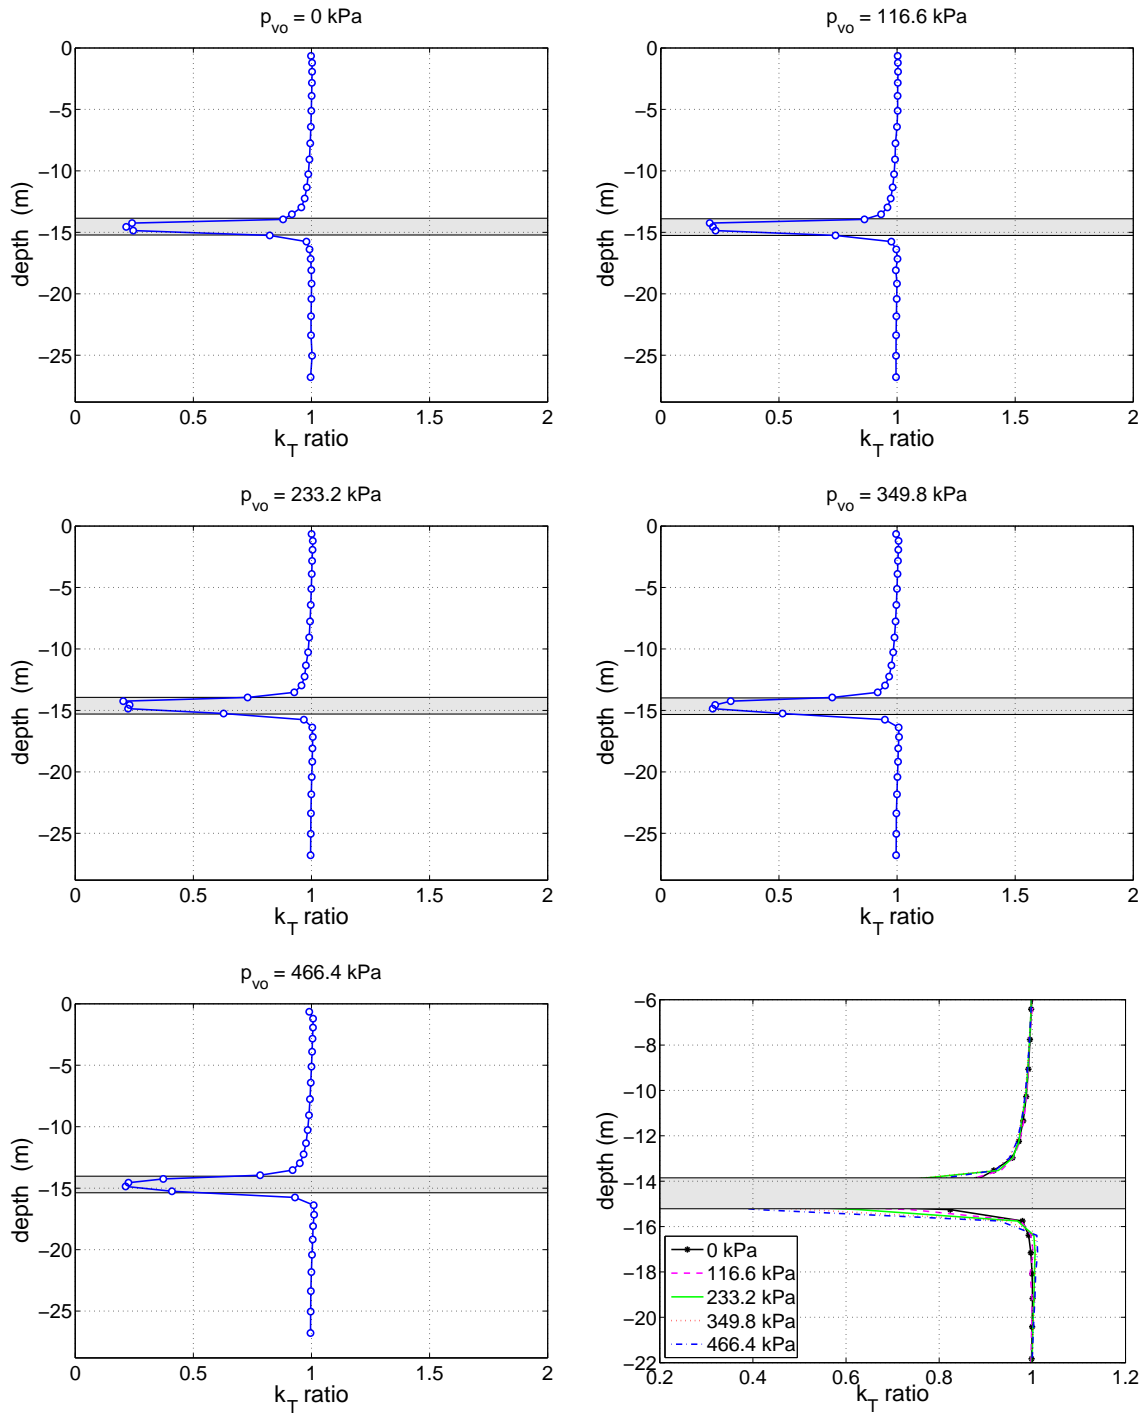 p_vo = 0 kPa
0
−5
−10
−15
−20
−25
0 0.5 1 1.5 2
depth (m)
k_T ratio
p_vo = 116.6 kPa
0
−5
−10
−15
−20
−25
0 0.5 1 1.5 2
depth (m)
k_T ratio
p_vo = 233.2 kPa
0
−5
−10
−15
−20
−25
0 0.5 1 1.5 2
depth (m)
k_T ratio
p_vo = 349.8 kPa
0
−5
−10
−15
−20
−25
0 0.5 1 1.5 2
depth (m)
k_T ratio
p_vo = 466.4 kPa
0
−5
−10
−15
−20
−25
0 0.5 1 1.5 2
depth (m)
k_T ratio
−6
−8
−10
−12
−14
−16
−18
−20
−22
0.2 0.4 0.6 0.8 1 1.2
depth (m)
k_T ratio
0 kPa
116.6 kPa
233.2 kPa
349.8 kPa
466.4 kPa